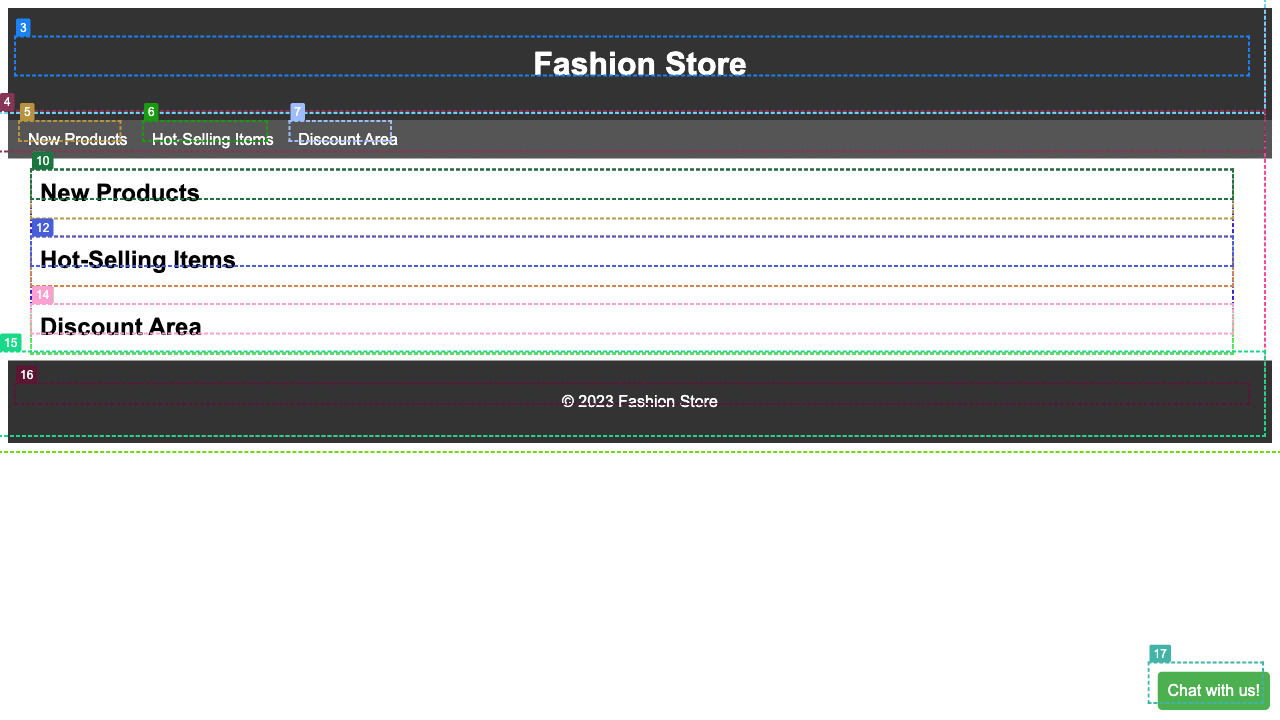 3
Fashion Store
4
5
6
7
New Products
Hot-Selling Items
Discount Area
10
New Products
12
Hot-Selling Items
14
Discount Area
15
16
© 2023 Fashion Store
17
Chat with us!